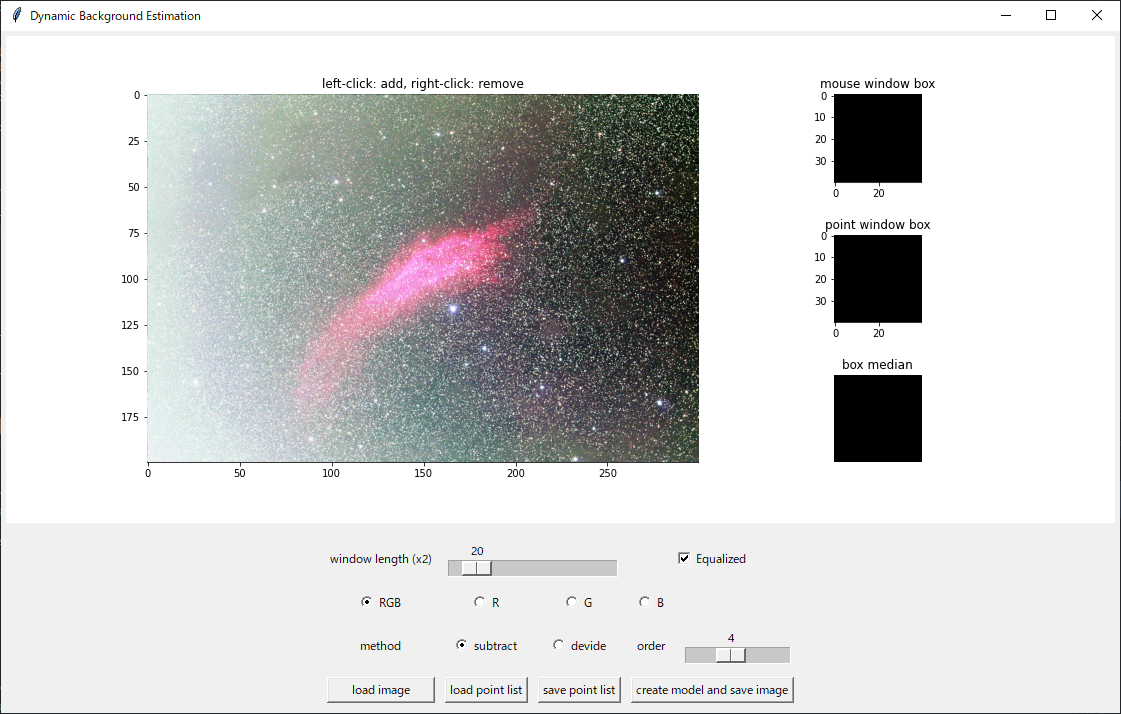 Dynamic Background Estimation
left-click: add, right-click: remove
0
25
50
75
100
125
150
175
0 50 100 150 200 250
mouse window box
0
10
20
30
0 20
point window box
0
10
20
30
0 20
box median
window length (x2) 20 Equalized
RGB R G B
method subtract devide order 4
load image load point list save point list create model and save image